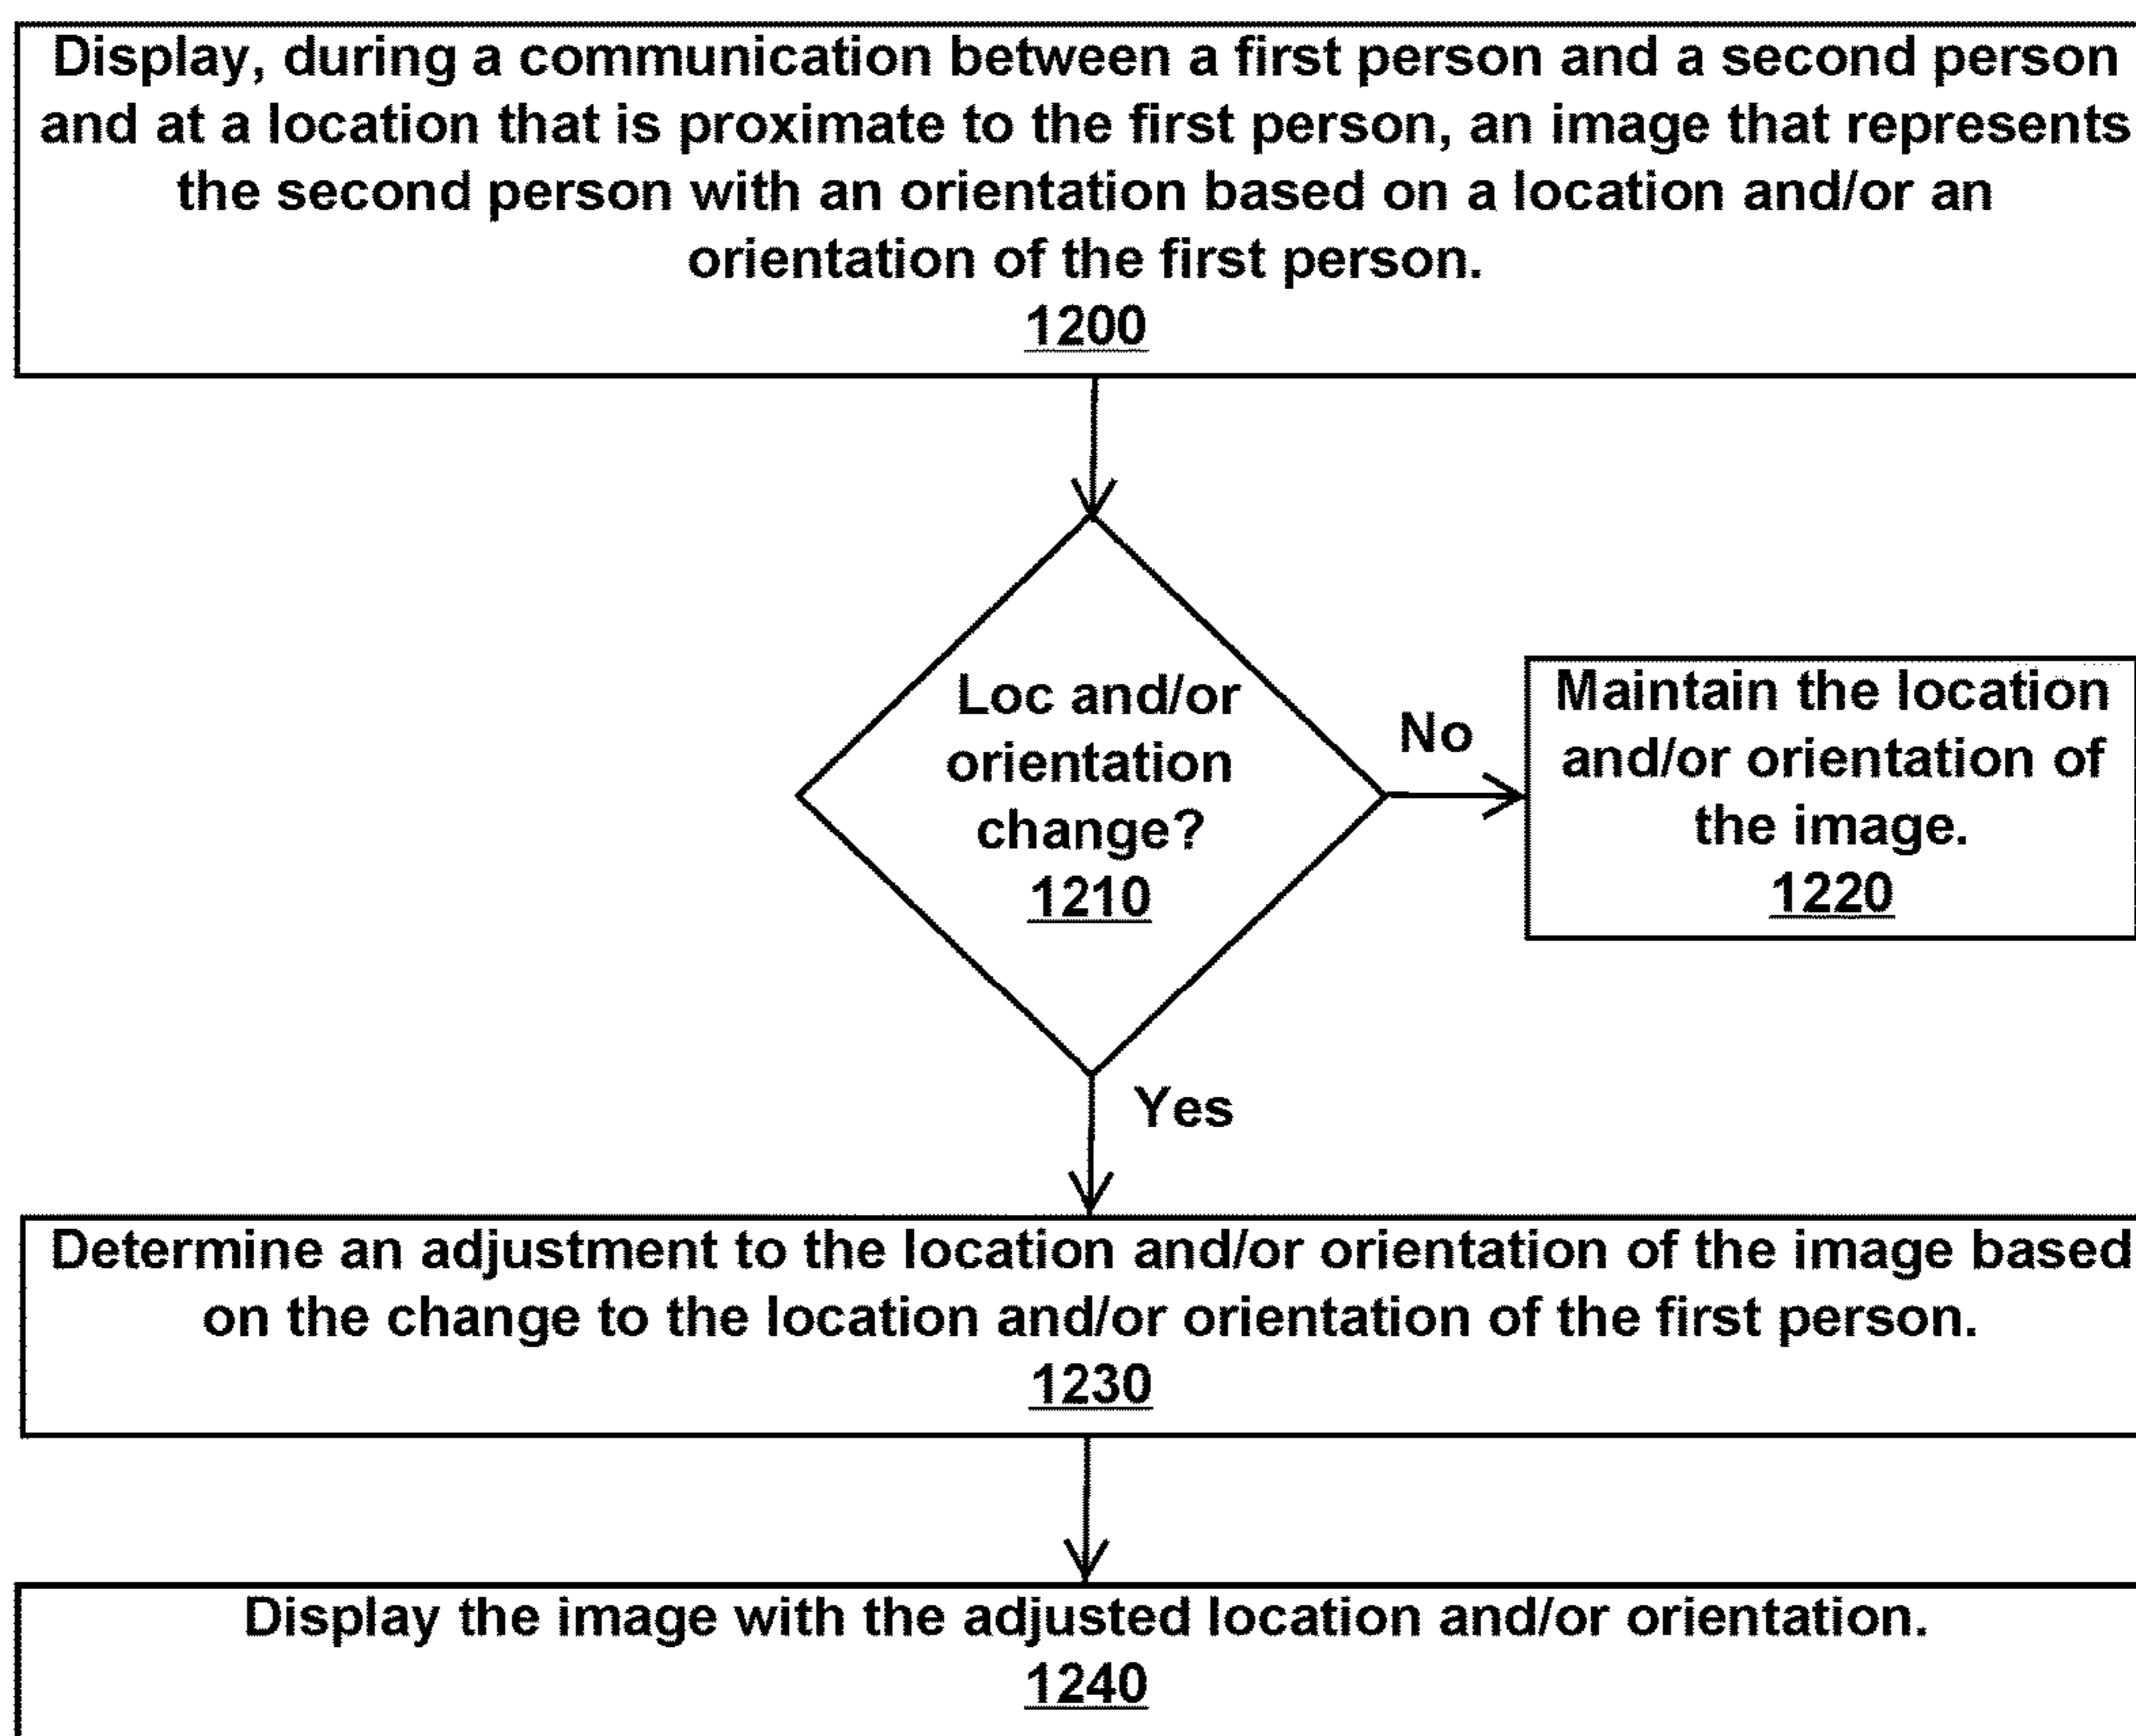 Display, during a communication between a first person and a second person
and at a location that is proximate to the first person, an image that represents
the second person with an orientation based on a location and/or an
orientation of the first person.
1200
Loc and/or
orientation
change?
1210
No
Maintain the location
and/or orientation of
the image.
1220
Yes
Determine an adjustment to the location and/or orientation of the image based
on the change to the location and/or orientation of the first person.
1230
Display the image with the adjusted location and/or orientation.
1240